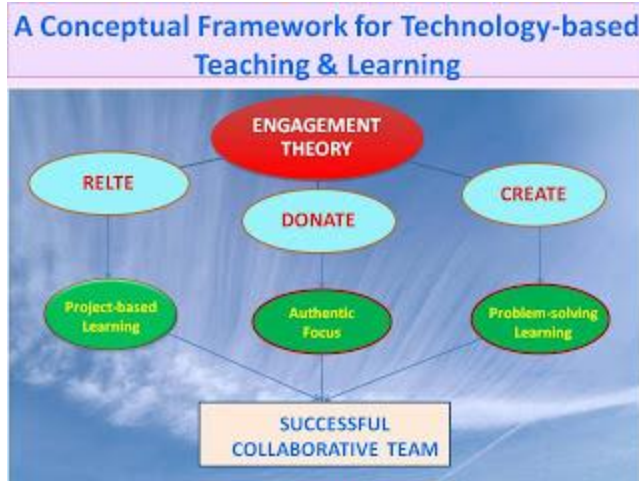 A Conceptual Framework for Technology-based
Teaching & Learning
ENGAGEMENT
THEORY
RELTE
DONATE
CREATE
Project-based
Learning
Authentic
Focus
Problem-solving
Learning
SUCCESSFUL
COLLABORATIVE TEAM